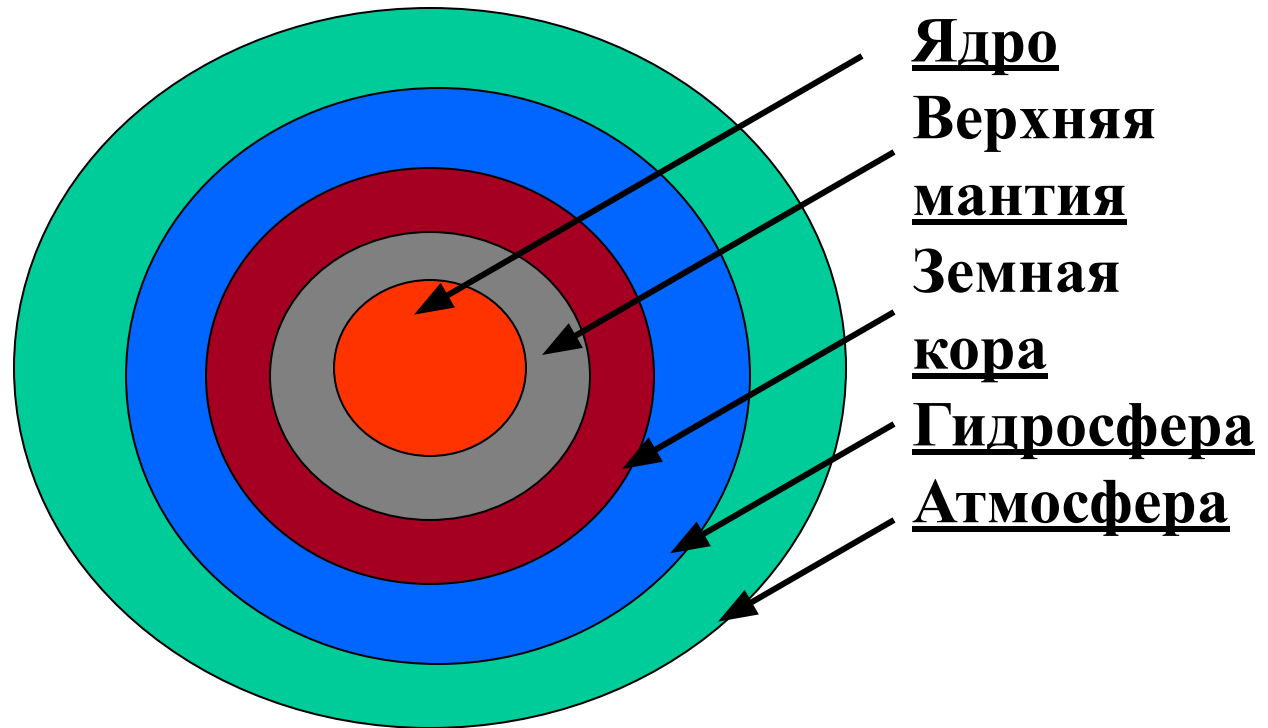 Ядро
Верхняя
мантия
Земная
кора
Гидросфера
Атмосфера